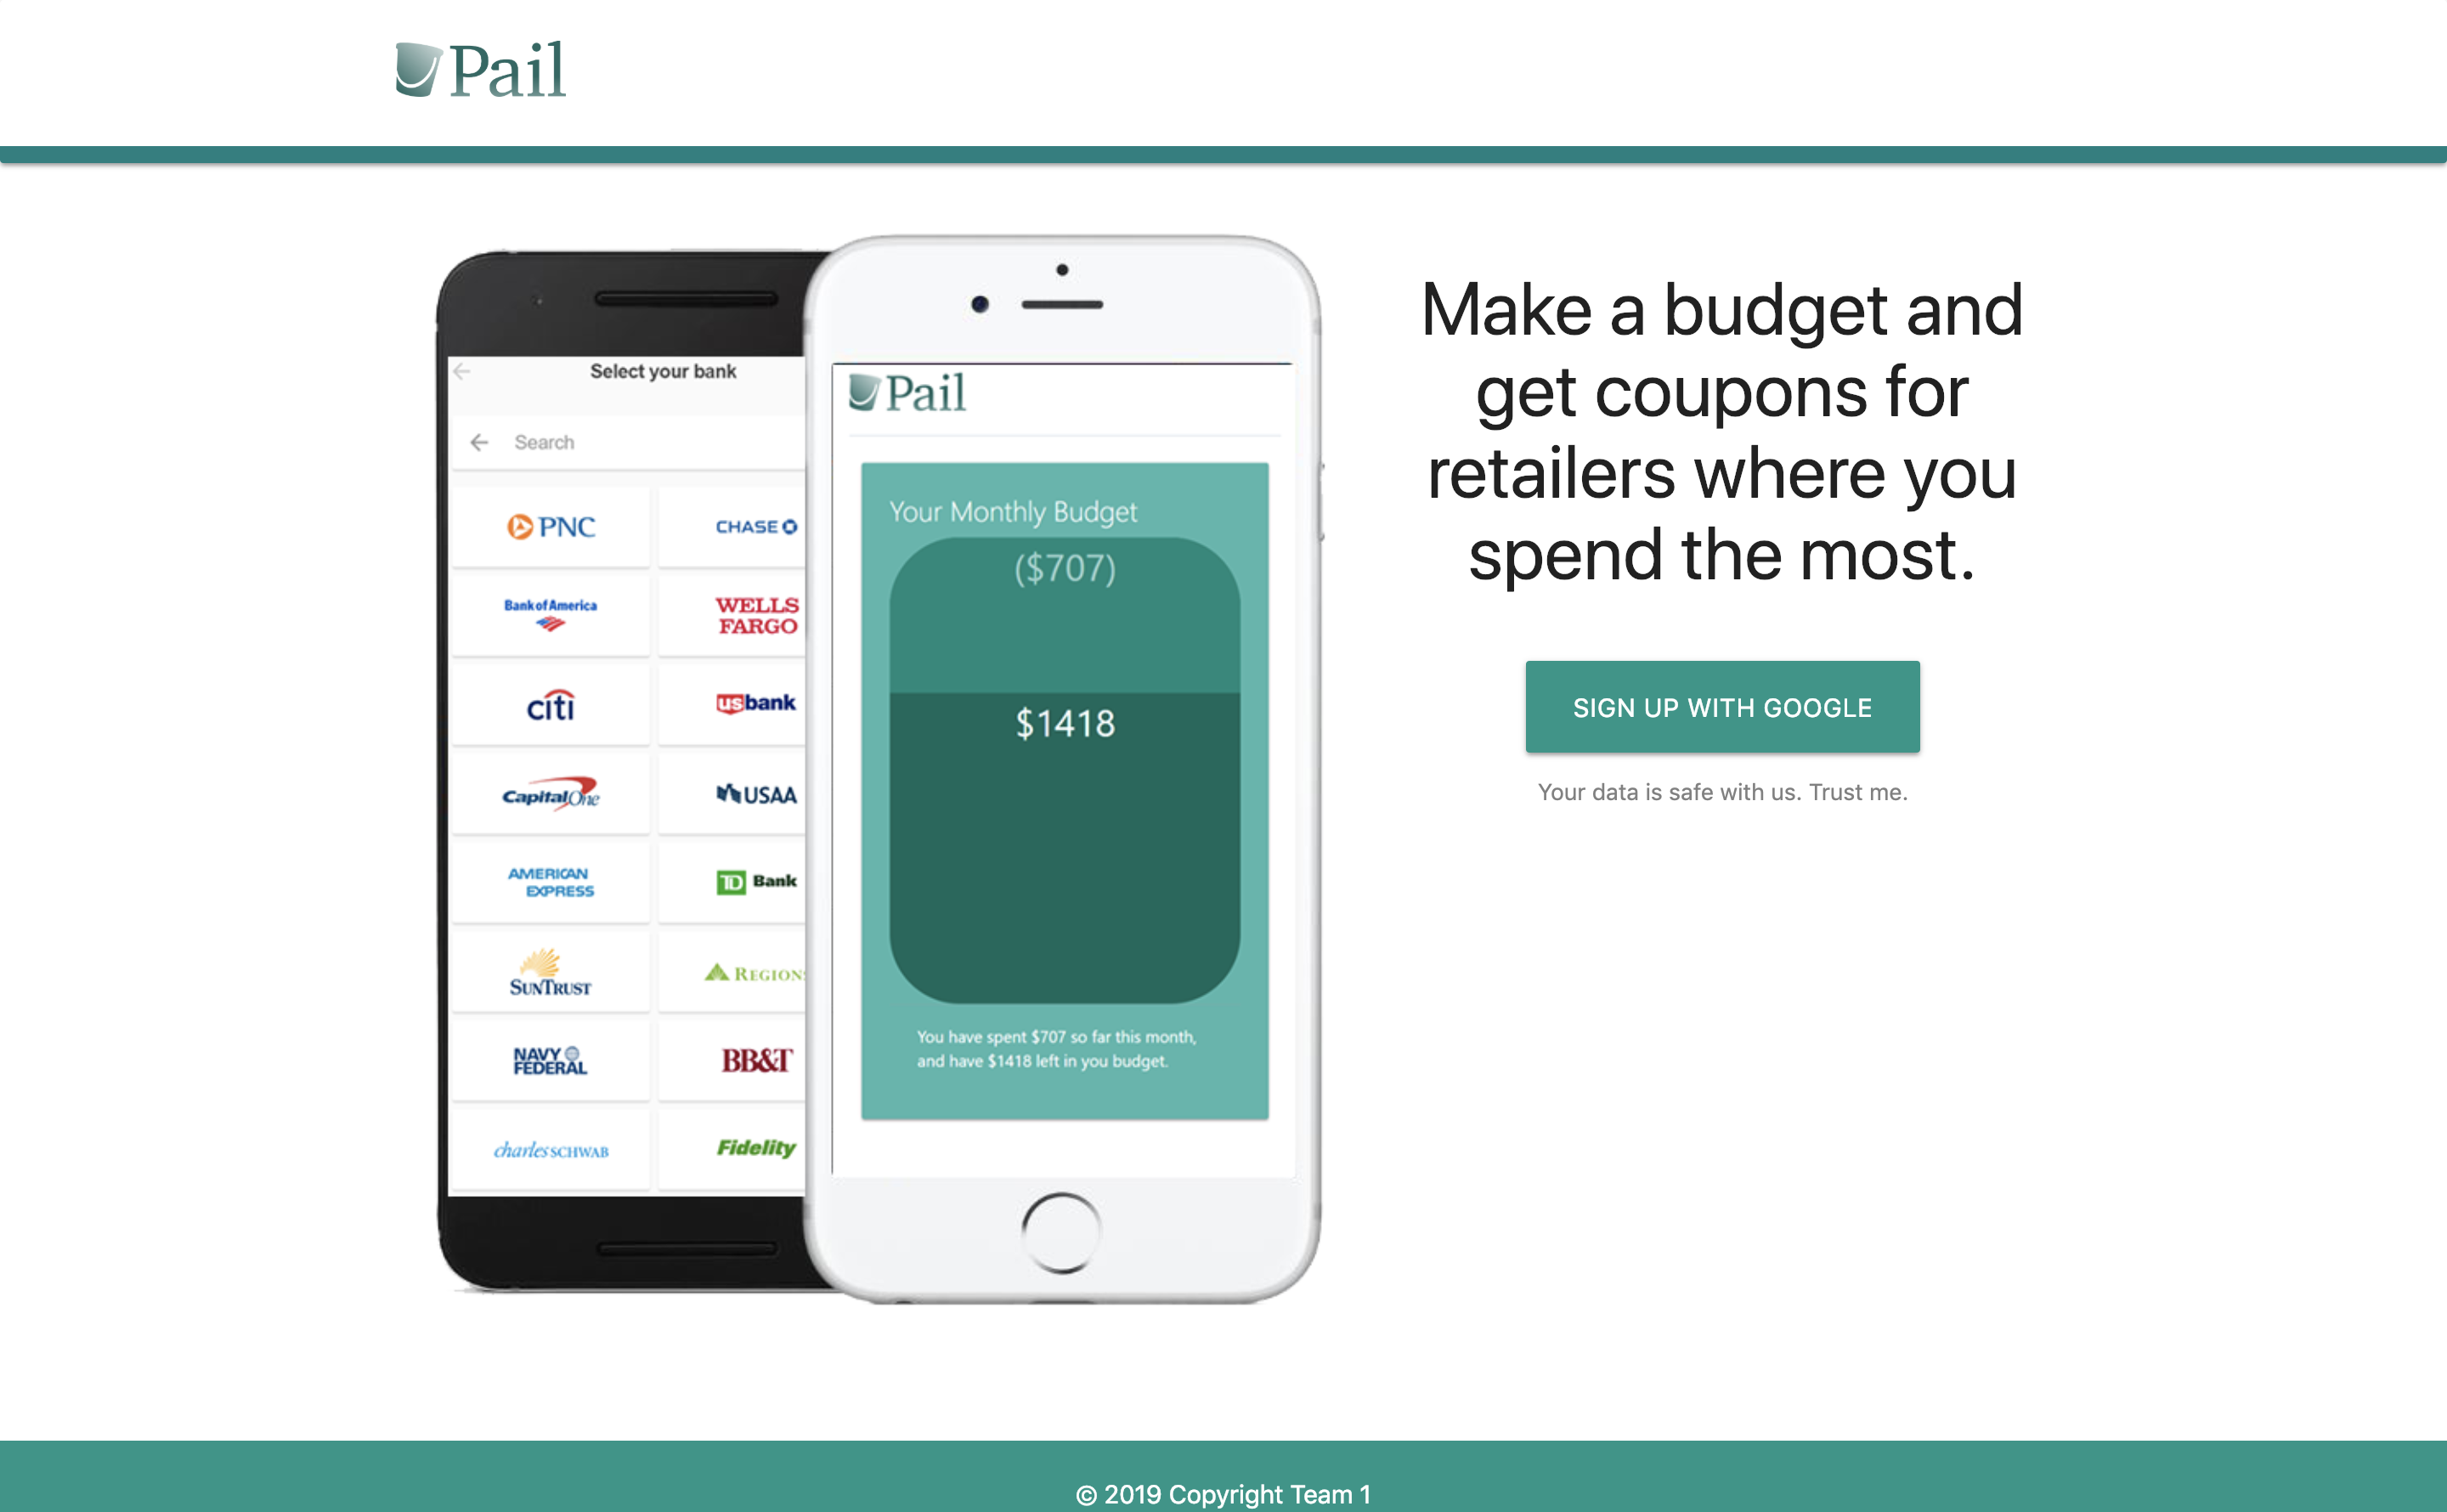 Pail
Select your bank
Search
PNC
CHASE
Bank of America
WELLS
FARGO
citi
usbank
Capital One
USAA
AMERICAN
EXPRESS
TD Bank
SUNTRUST
REGIONS
NAVY
FEDERAL
BB&T
charles SCHWAB
Fidelity
Pail
Your Monthly Budget
($707)
$1418
You have spent $707 so far this month,
and have $1418 left in you budget.
Make a budget and
get coupons for
retailers where you
spend the most.
SIGN UP WITH GOOGLE
Your data is safe with us. Trust me.
© 2019 Copyright Team 1